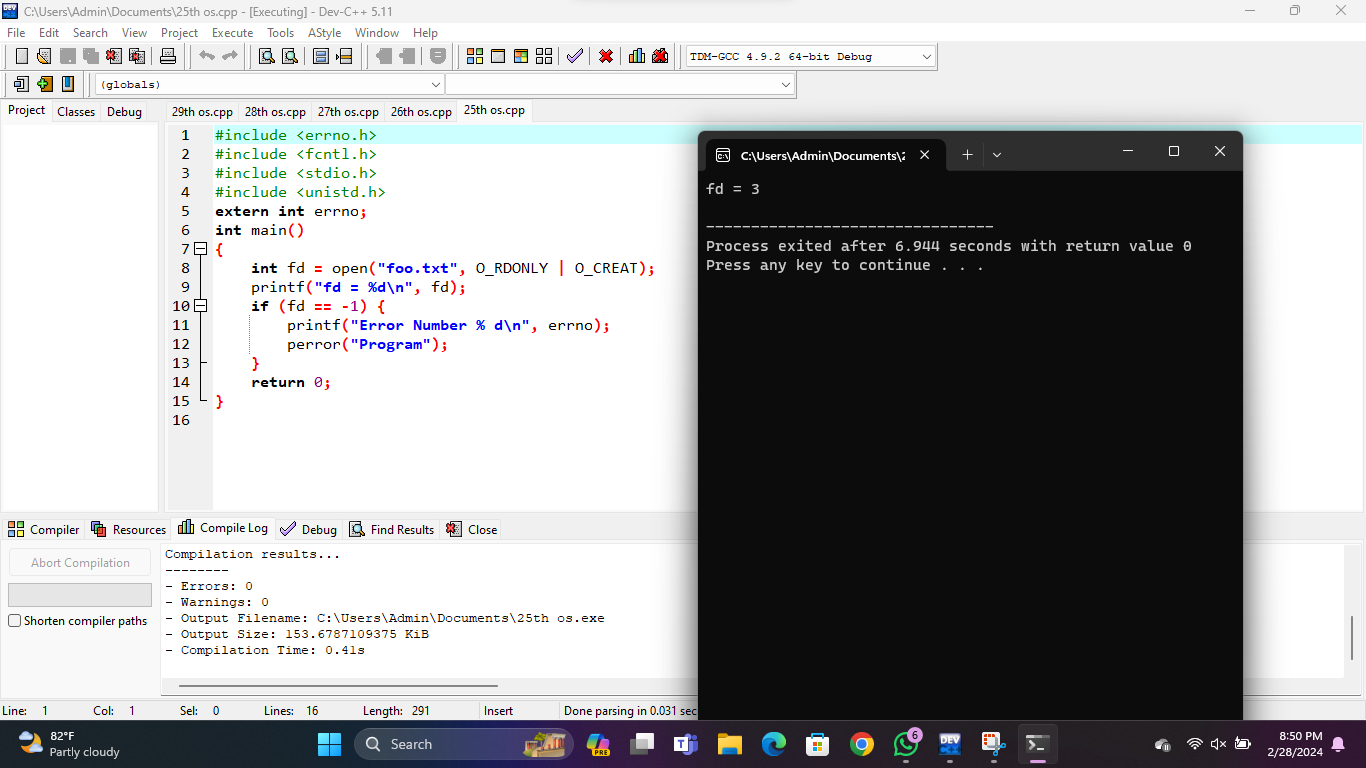 C:\Users\Admin\Documents\25th os.cpp - [Executing] - Dev-C++ 5.11
File Edit Search View Project Execute Tools AStyle Window Help
TDM-GCC 4.9.2 64-bit Debug
(globals)
Project Classes Debug
29th os.cpp 28th os.cpp 27th os.cpp 26th os.cpp 25th os.cpp
1 #include <errno.h>
2 #include <fcntl.h>
3 #include <stdio.h>
4 #include <unistd.h>
5 extern int errno;
6 int main()
7 {
8 int fd = open("foo.txt", O_RDONLY | O_CREAT);
9 printf("fd = %d\n", fd);
10 if (fd == -1) {
11 printf("Error Number % d\n", errno);
12 perror("Program");
13 }
14 return 0;
15 }
16
C:\Users\Admin\Documents\2
fd = 3
--------------------------------
Process exited after 6.944 seconds with return value 0
Press any key to continue . . .
Compiler Resources Compile Log Debug Find Results Close
Abort Compilation
Shorten compiler paths
Compilation results...
--------
- Errors: 0
- Warnings: 0
- Output Filename: C:\Users\Admin\Documents\25th os.exe
- Output Size: 153.6787109375 KiB
- Compilation Time: 0.41s
Line: 1 Col: 1 Sel: 0 Lines: 16 Length: 291 Insert Done parsing in 0.031 sec
82°F
Partly cloudy
Search
PRE
6
DEV
8:50 PM
2/28/2024